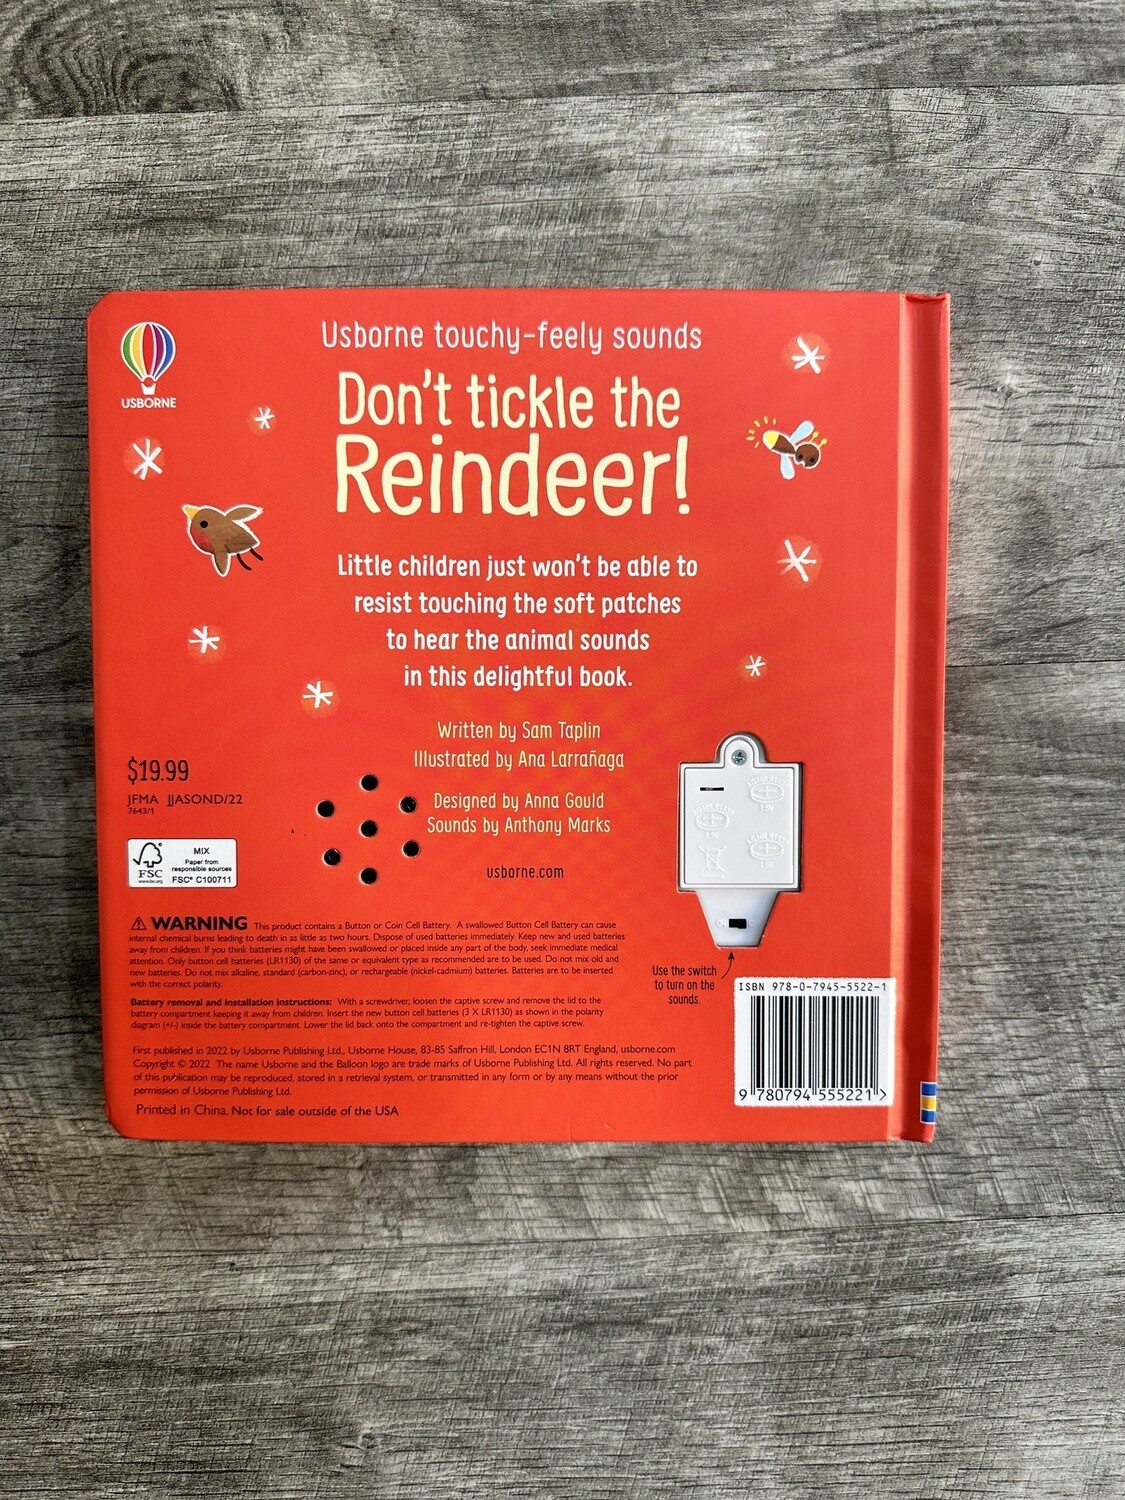 Usborne touchy-feely sounds
USBORNE
Don't tickle the
Reindeer!
Little children just won't be able to
resist touching the soft patches
to hear the animal sounds
in this delightful book.
Written by Sam Taplin
Illustrated by Ana Larrañaga
Designed by Anna Gould
Sounds by Anthony Marks
usborne.com
$19.99
JFMA JJASOND/22
7643/1
FSC
www.fsc.org
MIX
Paper from
responsible sources
FSC® C100711
1.5V
1.5V
1.5V
Use the switch
to turn on the
sounds.
⚠ WARNING This product contains a Button or Coin Cell Battery. A swallowed Button Cell Battery can cause
internal chemical burns leading to death in as little as two hours. Dispose of used batteries immediately. Keep new and used batteries
away from children. If you think batteries might have been swallowed or placed inside any part of the body, seek immediate medical
attention. Only button cell batteries (LR1130) of the same or equivalent type as recommended are to be used. Do not mix old and
new batteries. Do not mix alkaline, standard (carbon-zinc), or rechargeable (nickel-cadmium) batteries. Batteries are to be inserted
with the correct polarity.
Battery removal and installation instructions: With a screwdriver, loosen the captive screw and remove the lid to the
battery compartment keeping it away from children. Insert the new button cell batteries (3 X LR1130) as shown in the polarity
diagram (+/-) inside the battery compartment. Lower the lid back onto the compartment and re-tighten the captive screw.
First published in 2022 by Usborne Publishing Ltd., Usborne House, 83-85 Saffron Hill, London EC1N 8RT England, usborne.com
Copyright © 2022 The name Usborne and the Balloon logo are trade marks of Usborne Publishing Ltd. All rights reserved. No part
of this publication may be reproduced, stored in a retrieval system, or transmitted in any form or by any means without the prior
permission of Usborne Publishing Ltd.
Printed in China. Not for sale outside of the USA
ISBN 978-0-7945-5522-1
9 780794 555221 >